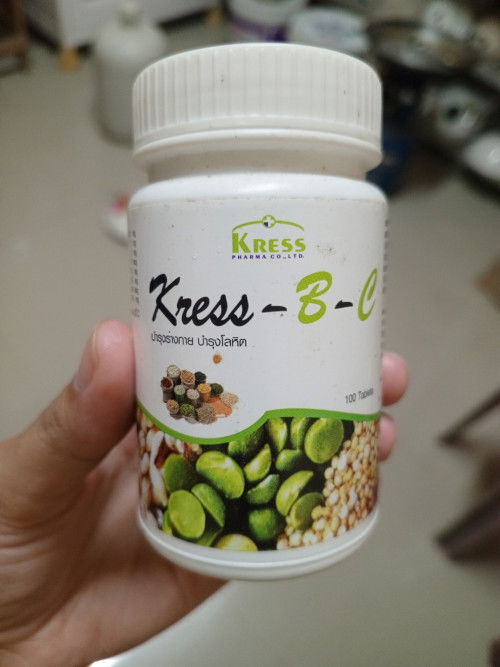 KRESS
PHARMA CO.,LTD.
Kress - B - C
บำรุงร่างกาย บำรุงโลหิต
100 Tablets